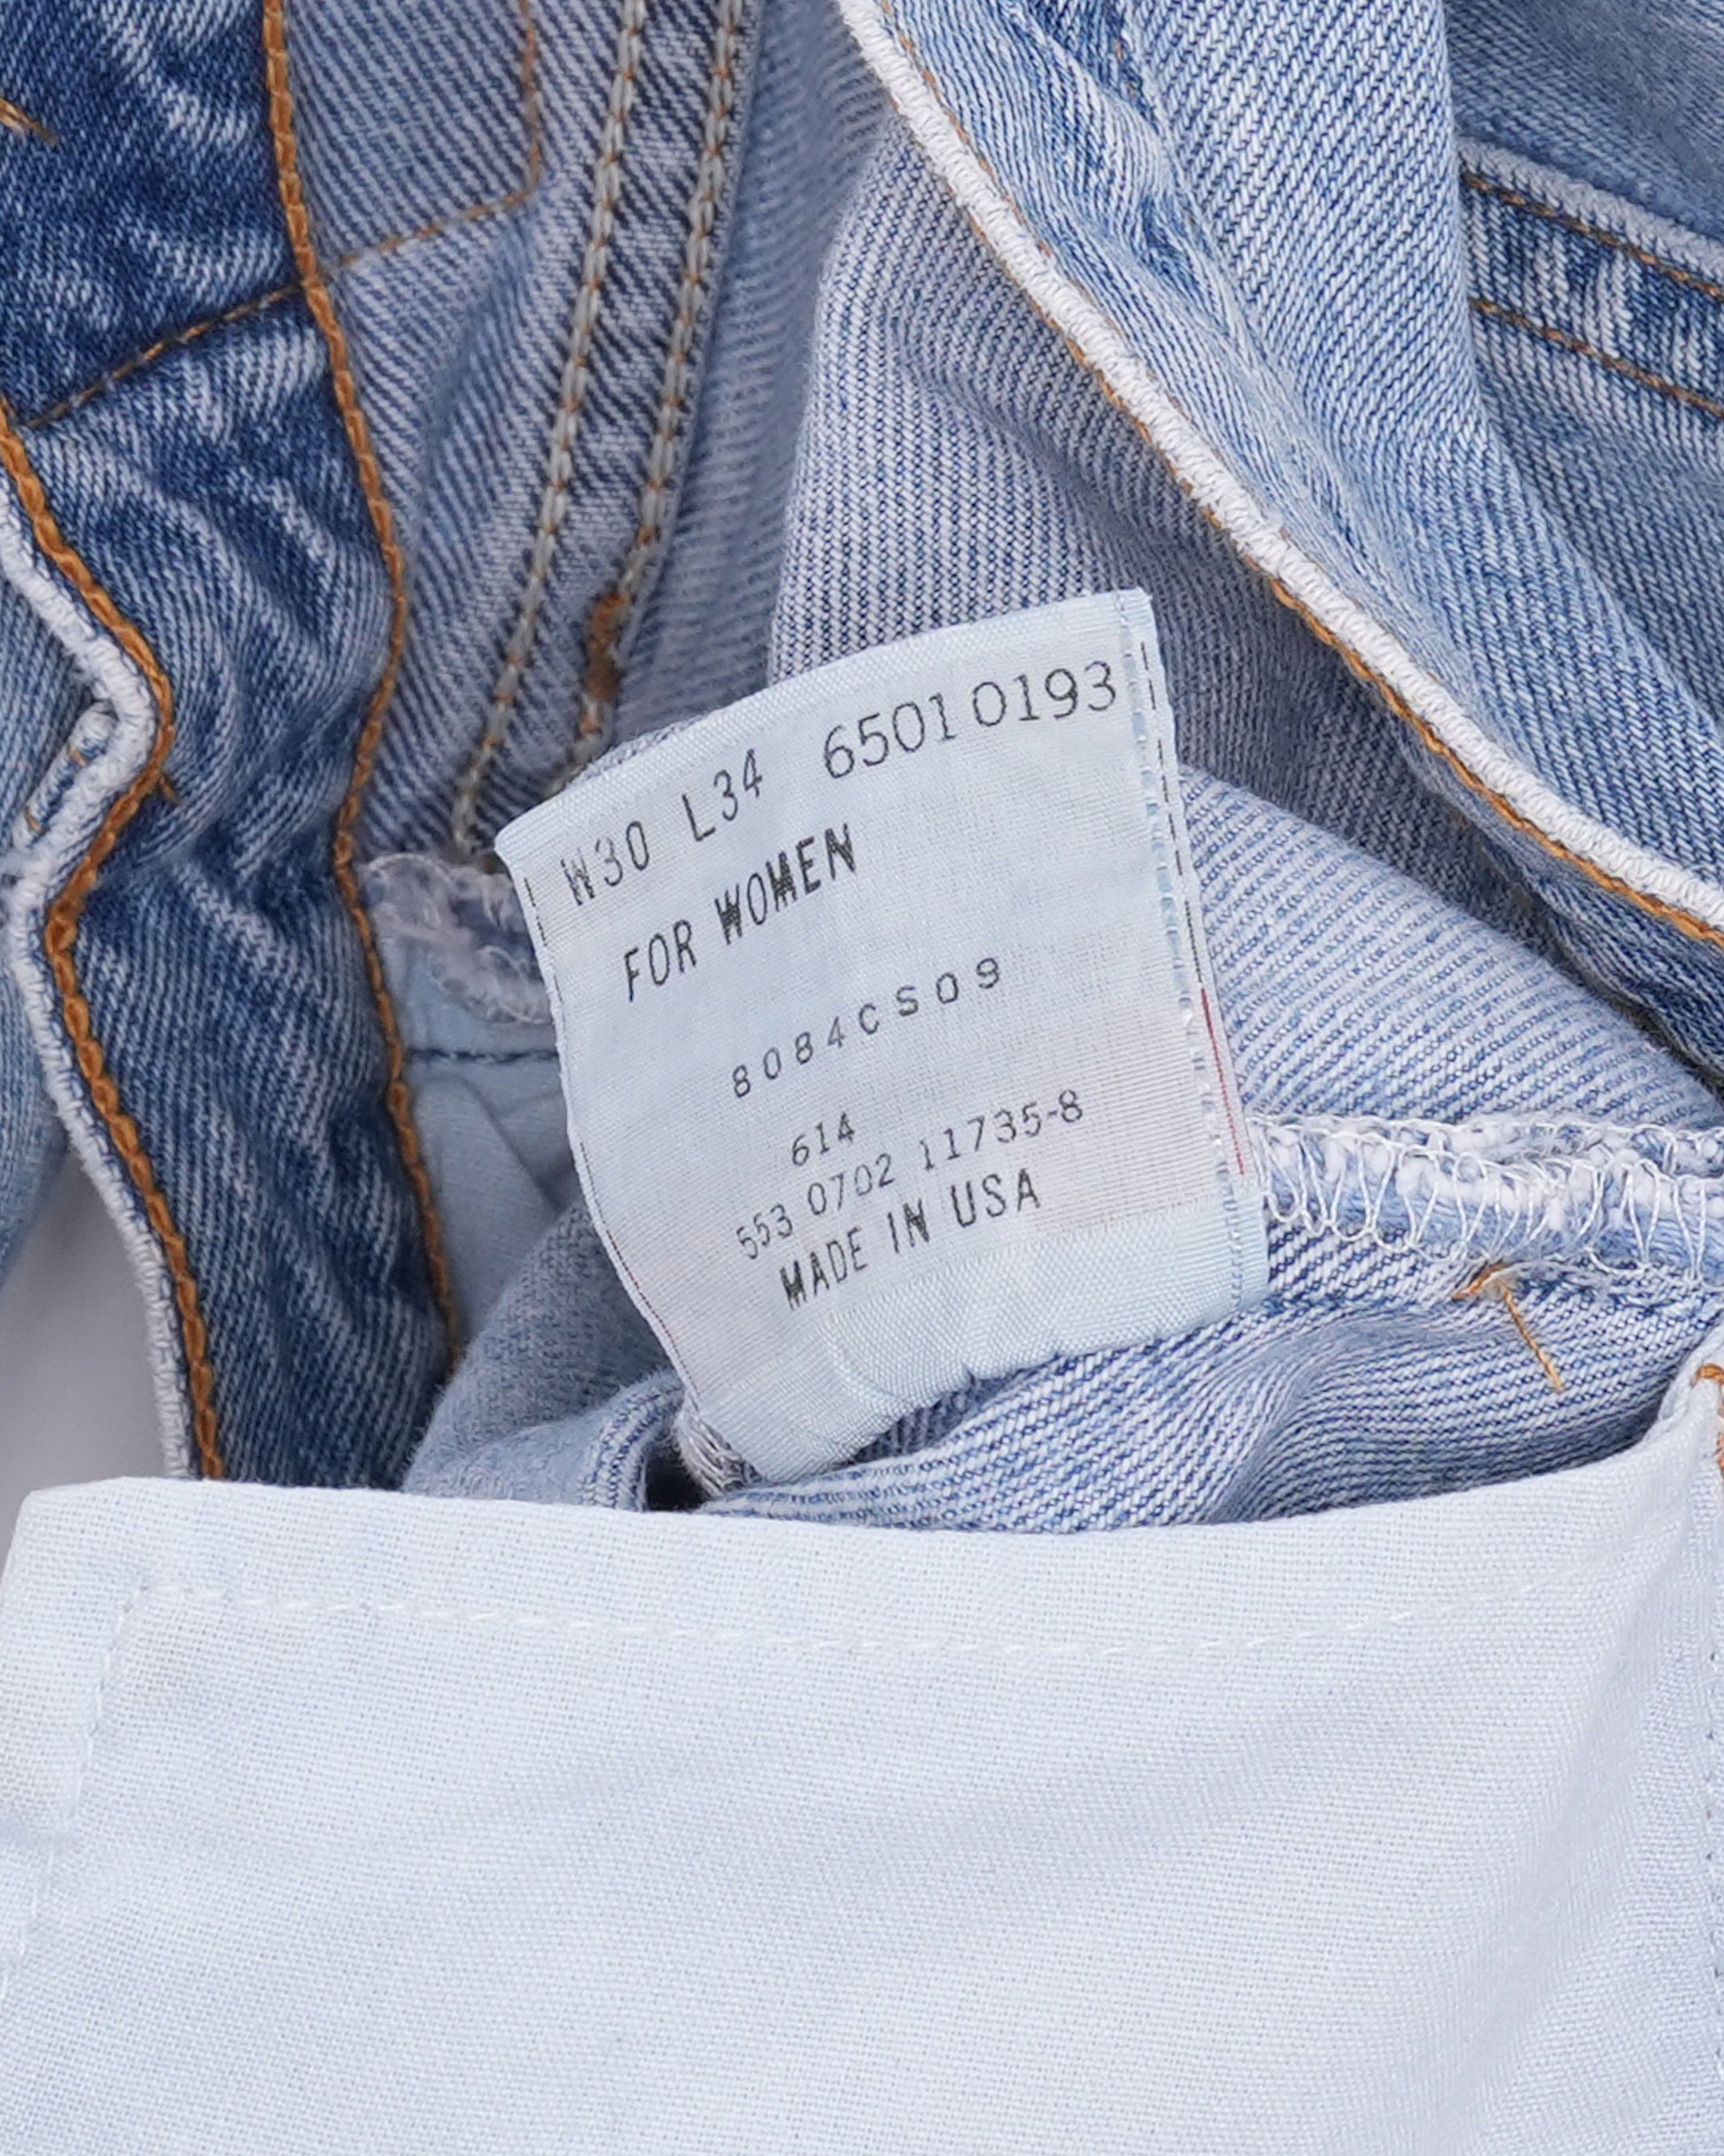 W30 L34 65010193
FOR WOMEN
8084CS09
614
553 0702 11735-8
MADE IN USA